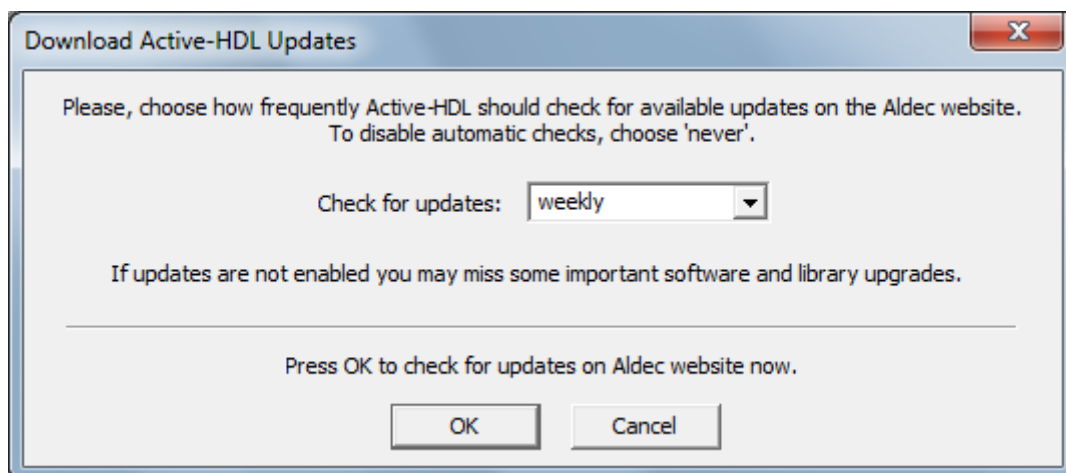 Download Active-HDL Updates
Please, choose how frequently Active-HDL should check for available updates on the Aldec website.
To disable automatic checks, choose 'never'.
Check for updates: weekly
If updates are not enabled you may miss some important software and library upgrades.
Press OK to check for updates on Aldec website now.
OK Cancel